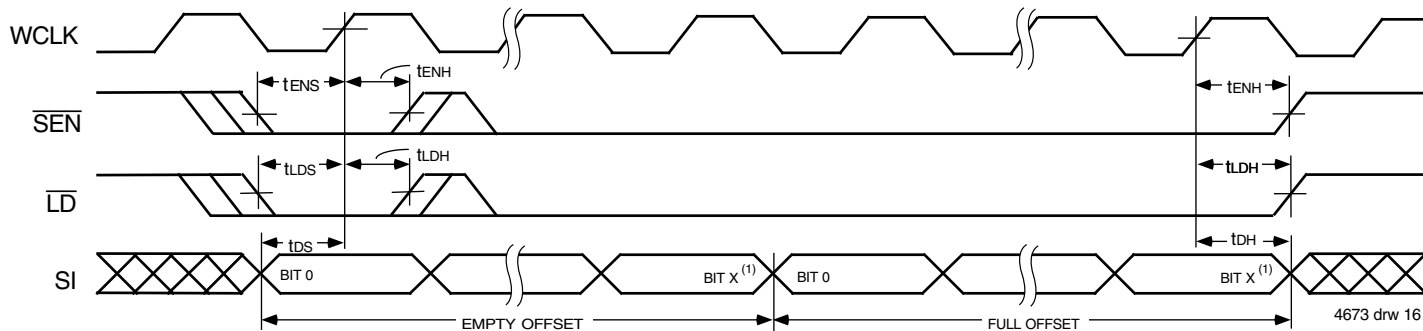 WCLK
tENS
tENH
tENH
SEN
tLDS
tLDH
tLDH
LD
tDS
tDH
SI
BIT 0
BIT X (1)
BIT 0
BIT X (1)
EMPTY OFFSET
FULL OFFSET
4673 drw 16